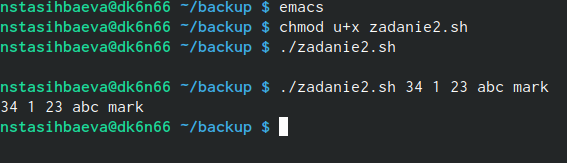 nstasihbaeva@dk6n66 ~/backup $ emacs
nstasihbaeva@dk6n66 ~/backup $ chmod u+x zadanie2.sh
nstasihbaeva@dk6n66 ~/backup $ ./zadanie2.sh

nstasihbaeva@dk6n66 ~/backup $ ./zadanie2.sh 34 1 23 abc mark
34 1 23 abc mark
nstasihbaeva@dk6n66 ~/backup $